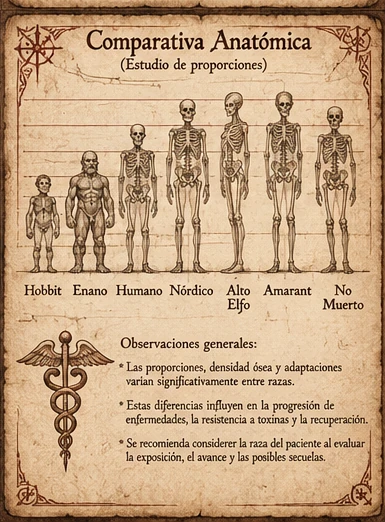 Comparativa Anatómica
(Estudio de proporciones)
Hobbit Enano Humano Nórdico Alto Elfo Amarant No Muerto
Observaciones generales:
* Las proporciones, densidad ósea y adaptaciones
varian significativamente entre razas.
* Estas diferencias influyen en la progresión de
enfermedades, la resistencia a toxinas y la recuperación.
* Se recomienda considerar la raza del paciente al evaluar
la exposición, el avance y las posibles secuelas.